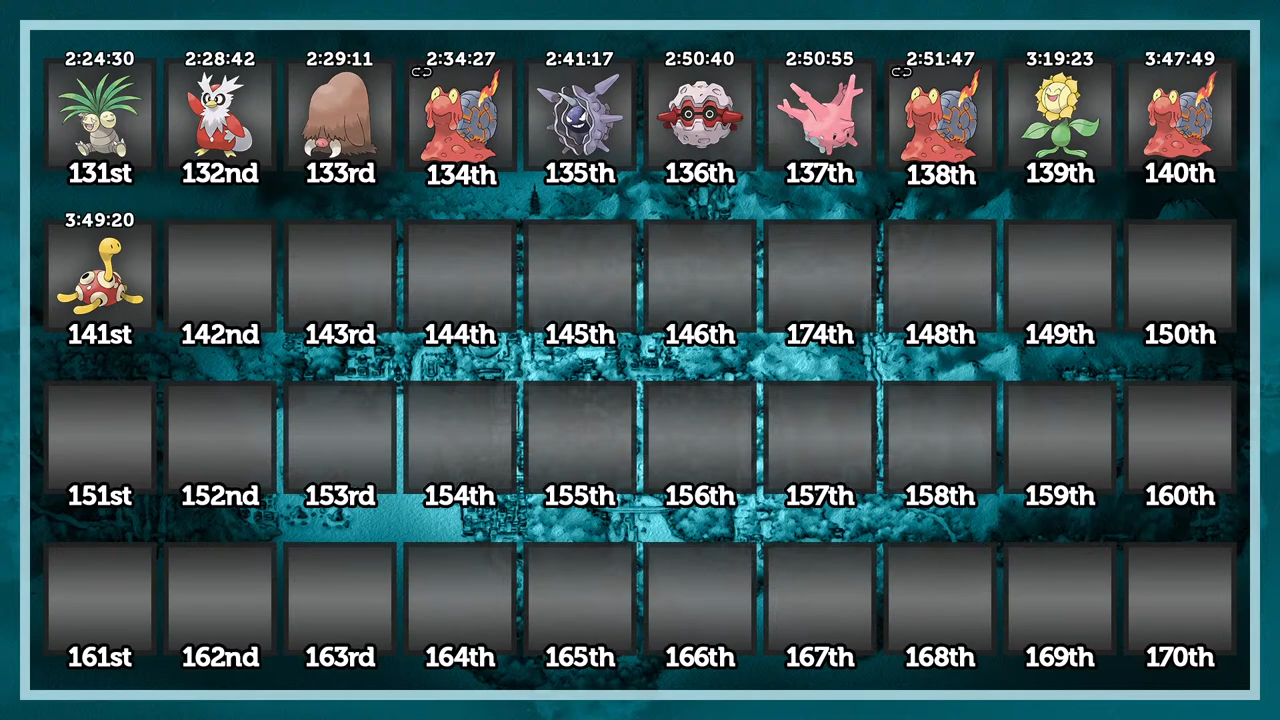 2:24:30 2:28:42 2:29:11 2:34:27 2:41:17 2:50:40 2:50:55 2:51:47 3:19:23 3:47:49
131st 132nd 133rd 134th 135th 136th 137th 138th 139th 140th
3:49:20
141st 142nd 143rd 144th 145th 146th 174th 148th 149th 150th
151st 152nd 153rd 154th 155th 156th 157th 158th 159th 160th
161st 162nd 163rd 164th 165th 166th 167th 168th 169th 170th